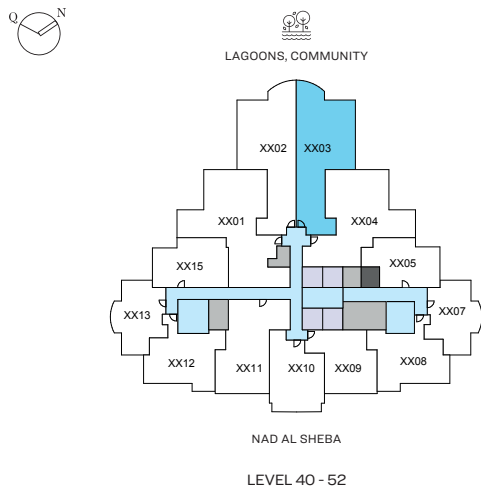 Q N
LAGOONS, COMMUNITY
XX02 XX03
XX01 XX04
XX15 XX05
XX13 XX07
XX12 XX11 XX10 XX09 XX08
NAD AL SHEBA
LEVEL 40 - 52